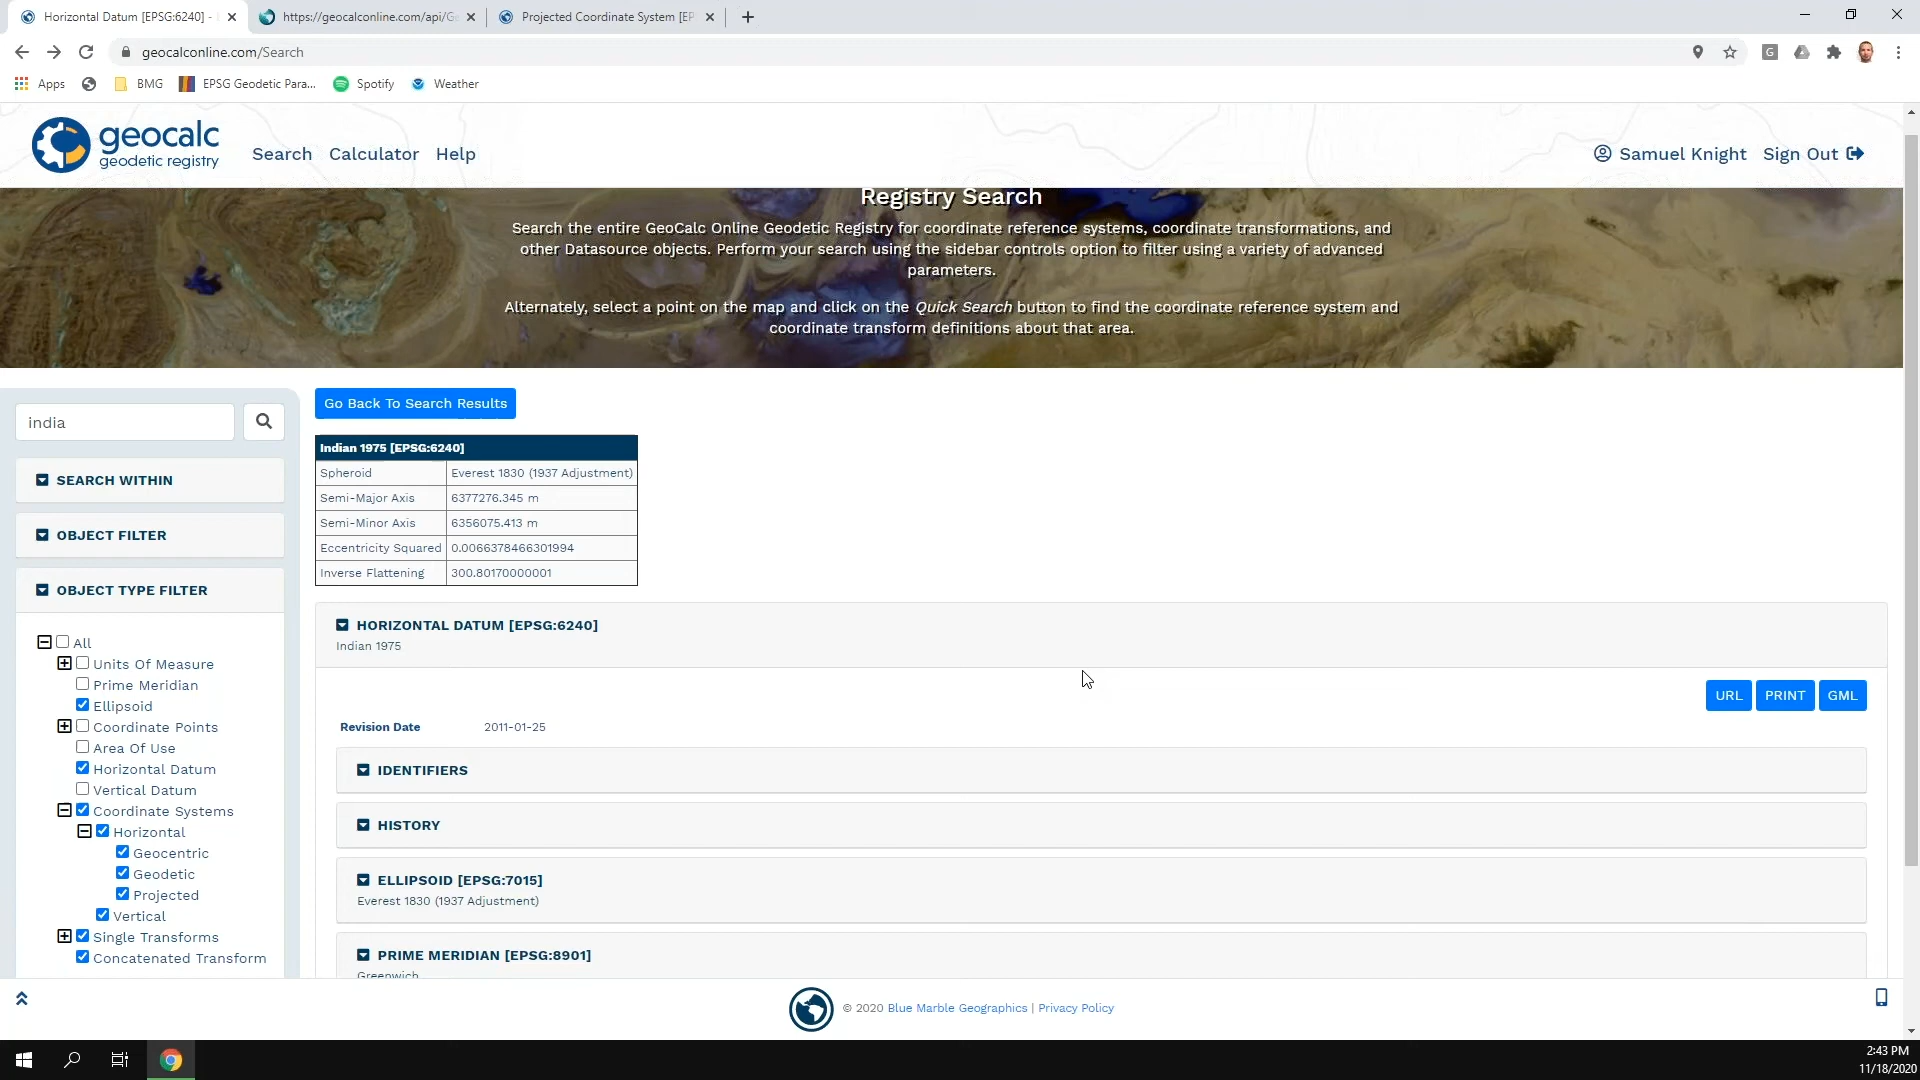 Horizontal Datum [EPSG:6240] -
https://geocalconline.com/api/Ge
Projected Coordinate System [EP
geocalconline.com/Search
G
Apps
BMG
EPSG Geodetic Para...
Spotify
Weather
geocalc
geodetic registry
Search
Calculator
Help
Samuel Knight
Sign Out
Registry Search
Search the entire GeoCalc Online Geodetic Registry for coordinate reference systems, coordinate transformations, and
other Datasource objects. Perform your search using the sidebar controls option to filter using a variety of advanced
parameters.
Alternately, select a point on the map and click on the Quick Search button to find the coordinate reference system and
coordinate transform definitions about that area.
india
SEARCH WITHIN
OBJECT FILTER
OBJECT TYPE FILTER
All
Units Of Measure
Prime Meridian
Ellipsoid
Coordinate Points
Area Of Use
Horizontal Datum
Vertical Datum
Coordinate Systems
Horizontal
Geocentric
Geodetic
Projected
Vertical
Single Transforms
Concatenated Transform
Go Back To Search Results
Indian 1975 [EPSG:6240]
Spheroid Everest 1830 (1937 Adjustment)
Semi-Major Axis 6377276.345 m
Semi-Minor Axis 6356075.413 m
Eccentricity Squared 0.0066378466301994
Inverse Flattening 300.80170000001
HORIZONTAL DATUM [EPSG:6240]
Indian 1975
URL
PRINT
GML
Revision Date 2011-01-25
IDENTIFIERS
HISTORY
ELLIPSOID [EPSG:7015]
Everest 1830 (1937 Adjustment)
PRIME MERIDIAN [EPSG:8901]
Greenwich
© 2020 Blue Marble Geographics | Privacy Policy
2:43 PM
11/18/2020